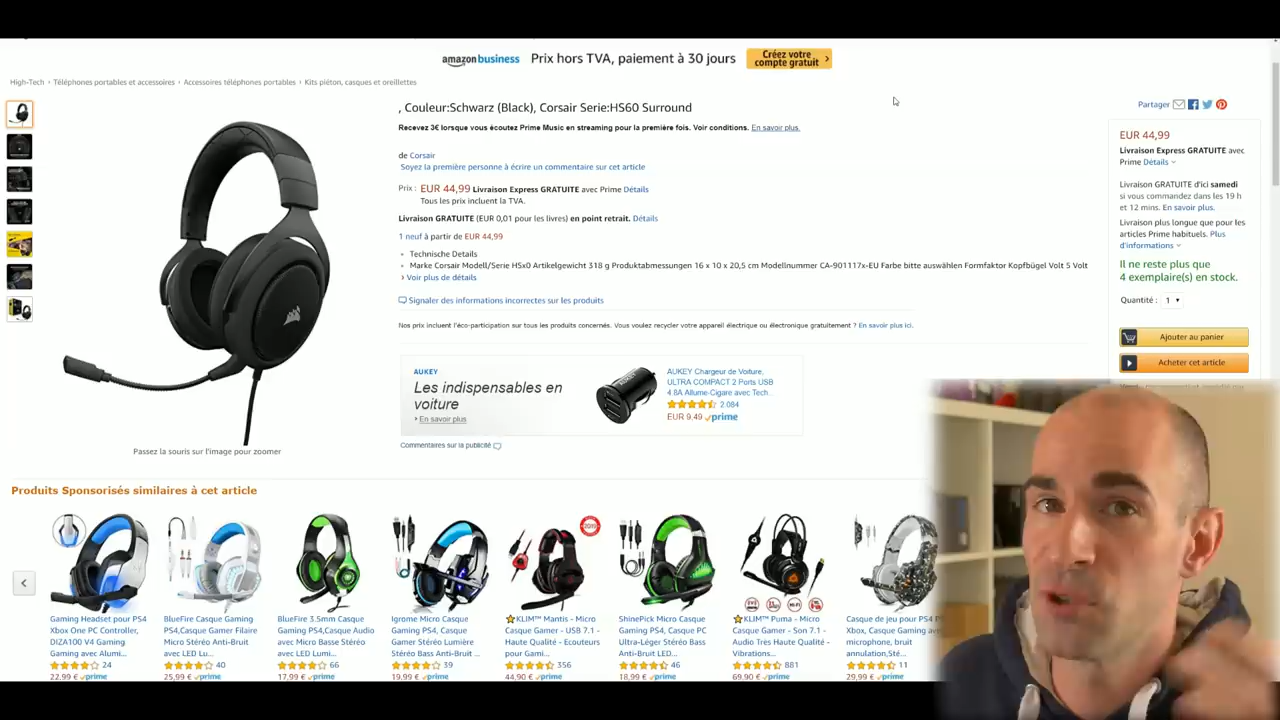 amazonbusiness Prix hors TVA, paiement à 30 jours Créez votre compte gratuit ›
High-Tech › Téléphones portables et accessoires › Accessoires téléphones portables › Kits piéton, casques et oreillettes
, Couleur:Schwarz (Black), Corsair Serie:HS60 Surround
Recevez 3€ lorsque vous écoutez Prime Music en streaming pour la première fois. Voir conditions. En savoir plus.
de Corsair
Soyez la première personne à écrire un commentaire sur cet article
Prix : EUR 44,99 Livraison Express GRATUITE avec Prime Détails
Tous les prix incluent la TVA.
Livraison GRATUITE (EUR 0,01 pour les livres) en point retrait. Détails
1 neuf à partir de EUR 44,99
Technische Details
Marke Corsair Modell/Serie H5x0 Artikelgewicht 318 g Produktabmessungen 16 x 10 x 20,5 cm Modellnummer CA-901117x-EU Farbe bitte auswählen Formfaktor Kopfbügel Volt 5 Volt
› Voir plus de détails
Signaler des informations incorrectes sur les produits
Nos prix incluent l'éco-participation sur tous les produits concernés. Vous voulez recycler votre appareil électrique ou électronique gratuitement ? En savoir plus ici.
AUKEY
Les indispensables en
voiture
› En savoir plus
AUKEY Chargeur de Voiture,
ULTRA COMPACT 2 Ports USB
4.8A Allume-Cigare avec Tech...
2.084
EUR 9,49 prime
Commentaires sur la publicité
Passez la souris sur l'image pour zoomer
Partager
EUR 44,99
Livraison Express GRATUITE avec
Prime Détails
Livraison GRATUITE d'ici samedi
si vous commandez dans les 19 h
et 12 mins. En savoir plus.
Livraison plus longue que pour les
articles Prime habituels. Plus
d'informations
Il ne reste plus que
4 exemplaire(s) en stock.
Quantité : 1
Ajouter au panier
Acheter cet article
Produits Sponsorisés similaires à cet article
Gaming Headset pour PS4
Xbox One PC Controller,
DIZA100 V4 Gaming
Gaming avec Alumi...
24
22,99 € prime
BlueFire Casque Gaming
PS4,Casque Gamer Filaire
Micro Stéréo Anti-Bruit
avec LED Lu...
40
25,99 € prime
BlueFire 3.5mm Casque
Gaming PS4,Casque Audio
avec Micro Basse Stéréo
avec LED Lumi...
66
17,99 € prime
Igrome Micro Casque
Gaming PS4, Casque
Gamer Stéréo Lumière
Stéréo Bass Anti-Bruit ...
39
19,99 € prime
KLIM™ Mantis - Micro
Casque Gamer - USB 7.1 -
Haute Qualité - Ecouteurs
pour Gami...
356
44,90 € prime
ShinePick Micro Casque
Gaming PS4, Casque PC
Ultra-Léger Stéréo Bass
Anti-Bruit LED...
46
18,99 € prime
KLIM™ Puma - Micro
Casque Gamer - Son 7.1 -
Audio Très Haute Qualité -
Vibrations...
881
69,90 € prime
Casque de jeu pour PS4
Xbox, Casque Gaming
microphone, bruit
annulation,Sté...
11
29,99 € prime